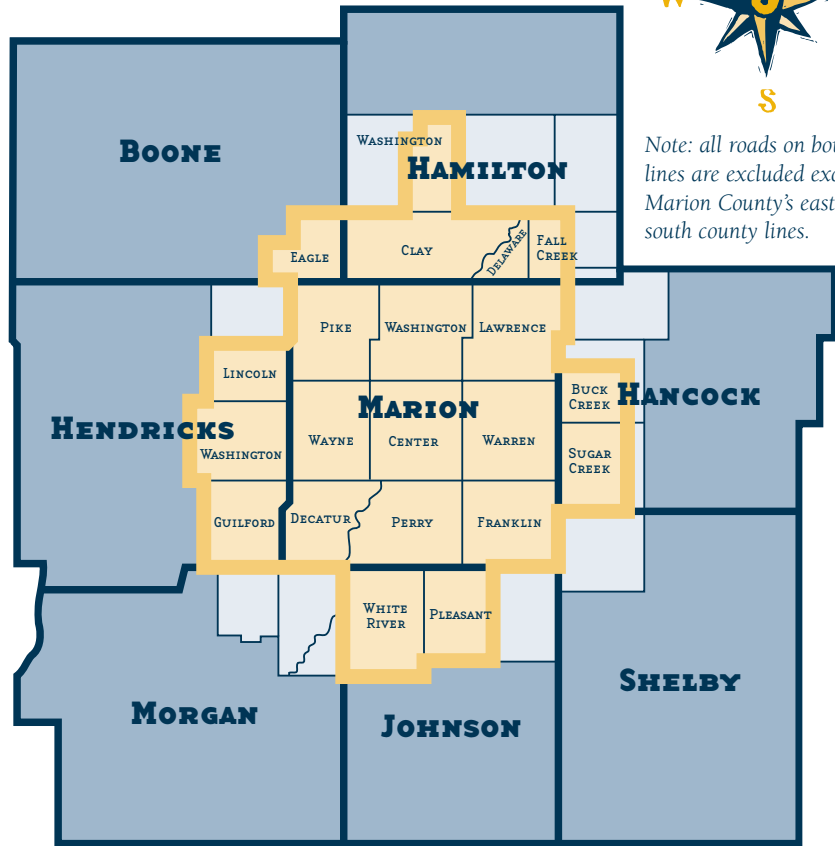 W
S
Note: all roads on
lines are excluded
Marion County's east
south county lines.
Boone
Washington
Hamilton
Eagle
Clay
Delaware
Fall
Creek
Pike
Washington
Lawrence
Lincoln
Buck
Creek
Hancock
Marion
Hendricks
Washington
Wayne
Center
Warren
Sugar
Creek
Guilford
Decatur
Perry
Franklin
White
River
Pleasant
Shelby
Morgan
Johnson